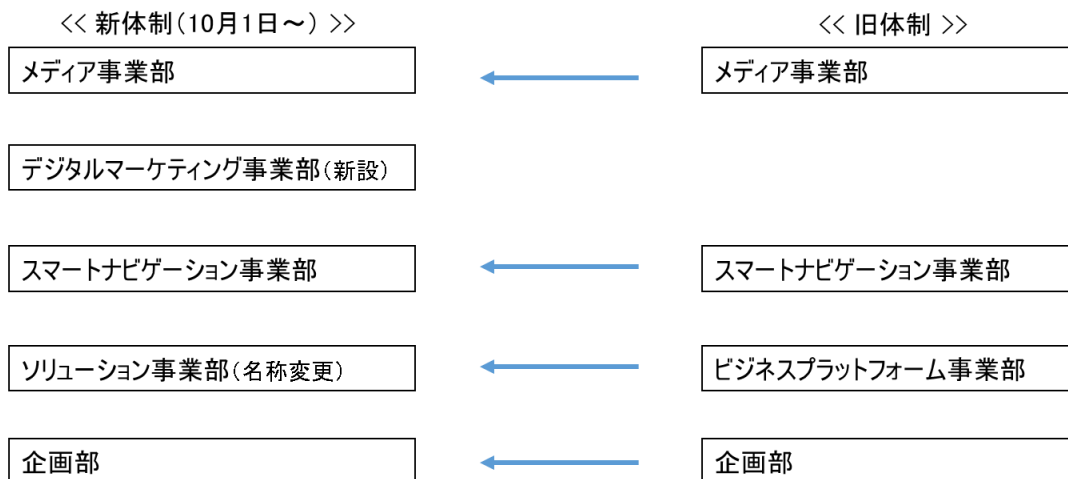 << 新体制(10月1日~) >> << 旧体制 >>
メディア事業部 メディア事業部
デジタルマーケティング事業部(新設)
スマートナビゲーション事業部 スマートナビゲーション事業部
ソリューション事業部(名称変更) ビジネスプラットフォーム事業部
企画部 企画部